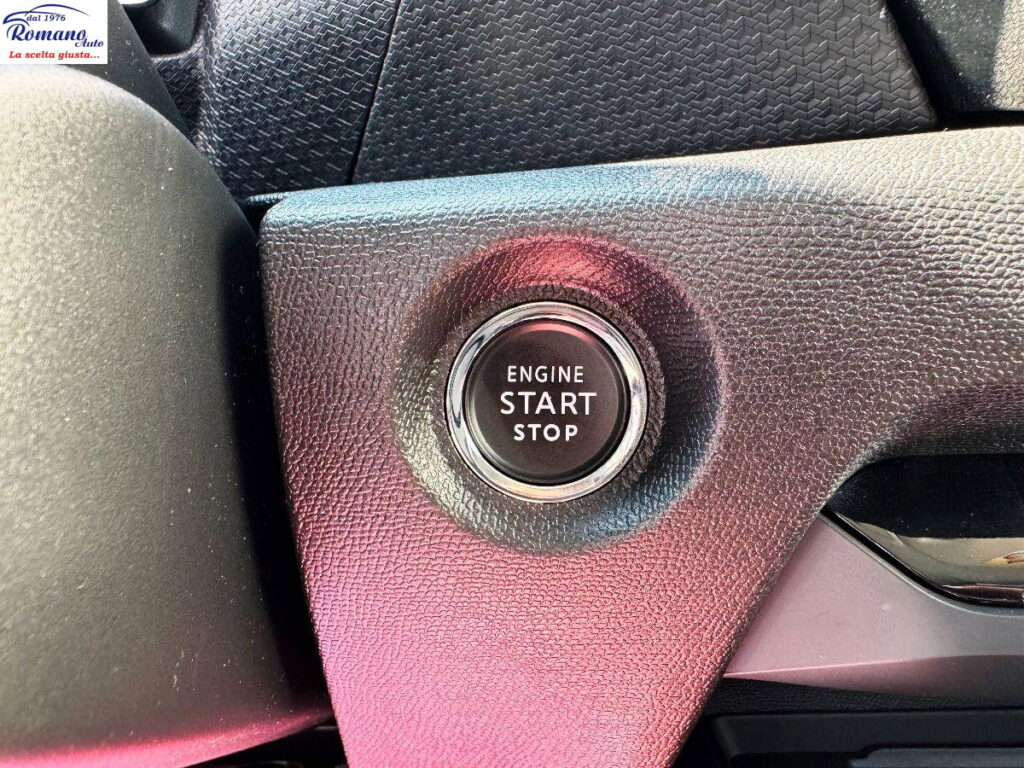 dal 1976
Romano
Auto
La scelta giusta...
ENGINE
START
STOP